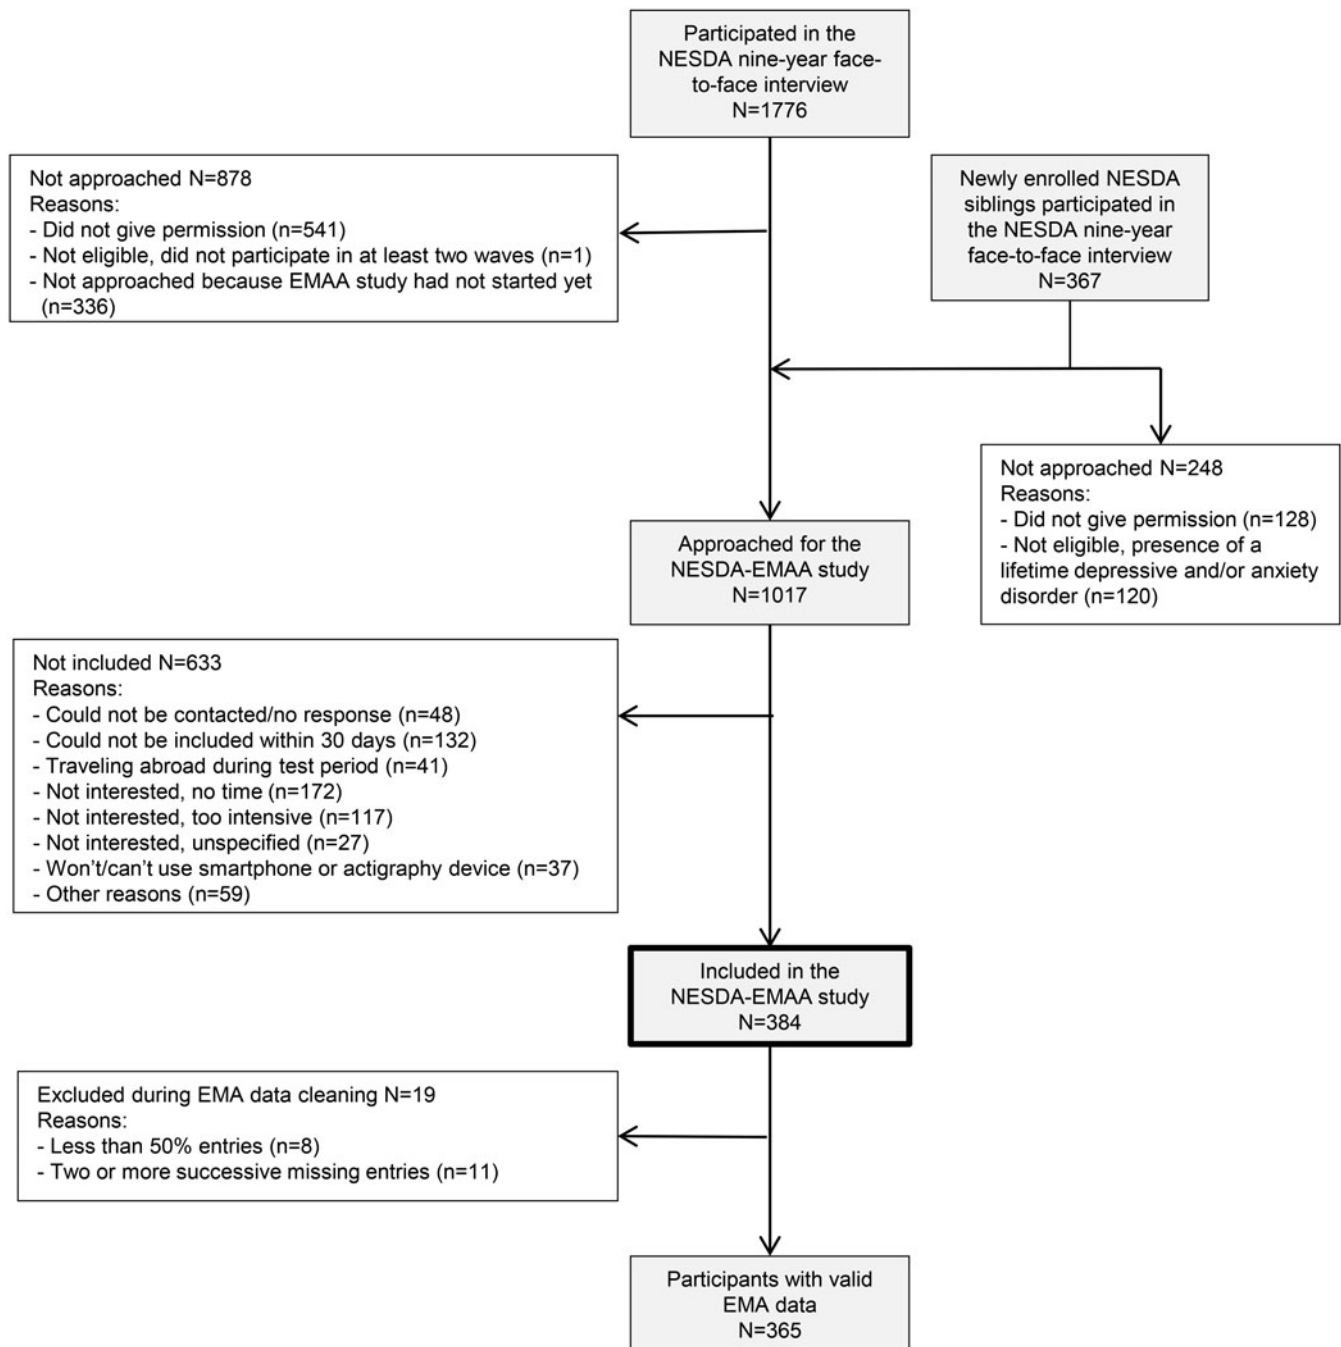 Participated in the
NESDA nine-year face-
to-face interview
N=1776
Not approached N=878
Reasons:
- Did not give permission (n=541)
- Not eligible, did not participate in at least two waves (n=1)
- Not approached because EMAA study had not started yet
(n=336)
Newly enrolled NESDA
siblings participated in
the NESDA nine-year
face-to-face interview
N=367
Not approached N=248
Reasons:
- Did not give permission (n=128)
- Not eligible, presence of a
lifetime depressive and/or anxiety
disorder (n=120)
Approached for the
NESDA-EMAA study
N=1017
Not included N=633
Reasons:
- Could not be contacted/no response (n=48)
- Could not be included within 30 days (n=132)
- Traveling abroad during test period (n=41)
- Not interested, no time (n=172)
- Not interested, too intensive (n=117)
- Not interested, unspecified (n=27)
- Won’t/can’t use smartphone or actigraphy device (n=37)
- Other reasons (n=59)
Included in the
NESDA-EMAA study
N=384
Excluded during EMA data cleaning N=19
Reasons:
- Less than 50% entries (n=8)
- Two or more successive missing entries (n=11)
Participants with valid
EMA data
N=365